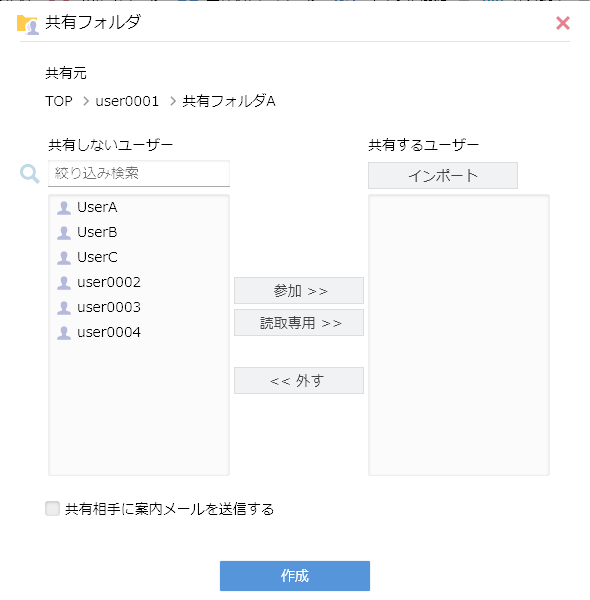 共有フォルダ
共有元
TOP > user0001 > 共有フォルダA
共有しないユーザー
共有するユーザー
絞り込み検索
インポート
UserA
UserB
UserC
user0002
user0003
user0004
参加 >>
読取専用 >>
<< 外す
共有相手に案内メールを送信する
作成